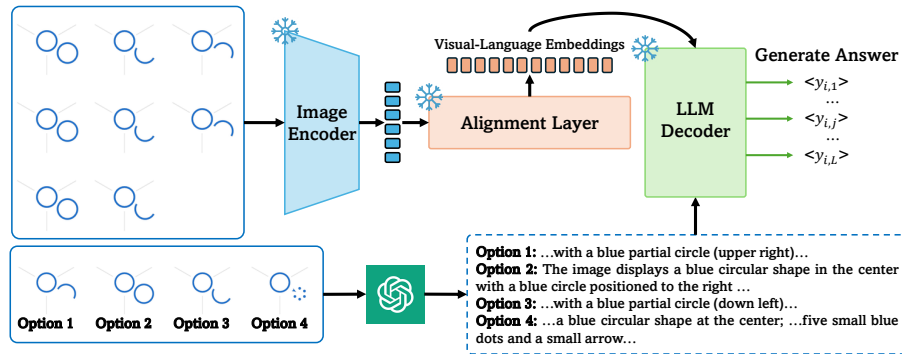 Visual-Language Embeddings
Generate Answer
Image
Encoder
Alignment Layer
LLM
Decoder
<y_{i,1}>
...
<y_{i,j}>
...
<y_{i,L}>
Option 1 Option 2 Option 3 Option 4
Option 1: ...with a blue partial circle (upper right)...
Option 2: The image displays a blue circular shape in the center
with a blue circle positioned to the right ...
Option 3: ...with a blue partial circle (down left)...
Option 4: ...a blue circular shape at the center; ...five small blue
dots and a small arrow...